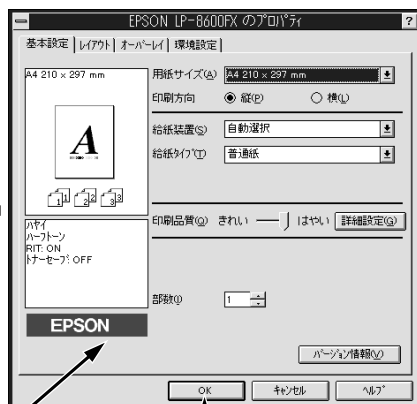 EPSON LP-8600FX のプロパティ
?
基本設定 レイアウト オーバーレイ 環境設定
A4 210 × 297 mm
A
1 1 2 2 3 3
ハヤイ
ハーフトーン
RIT: ON
トナーセーブ: OFF
EPSON
用紙サイズ(A) A4 210 × 297 mm
印刷方向 縦(P) 横(L)
給紙装置(S) 自動選択
給紙タイプ(T) 普通紙
印刷品質(Q) きれい はやい 詳細設定(G)
部数(I) 1
バージョン情報(V)
OK キャンセル ヘルプ